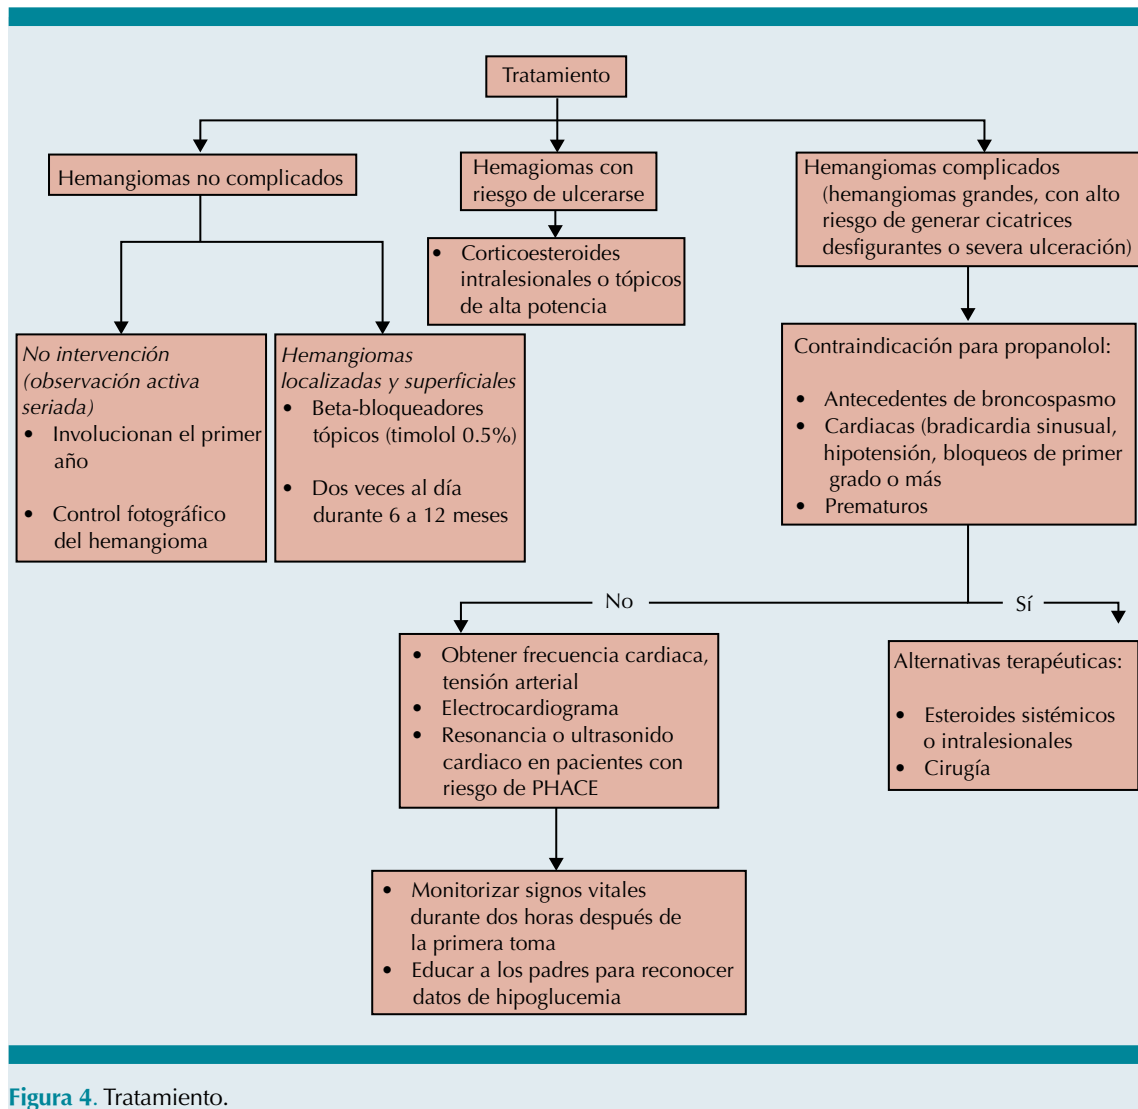 Tratamiento
Hemangiomas no complicados
Hemagiomas con
riesgo de ulcerarse
Hemangiomas complicados
(hemangiomas grandes, con alto
riesgo de generar cicatrices
desfigurantes o severa ulceración)
• Corticoesteroides
intralesionales o tópicos
de alta potencia
No intervención
(observación activa
seriada)
• Involucionan el primer
año
• Control fotográfico
del hemangioma
Hemangiomas
localizadas y superficiales
• Beta-bloqueadores
tópicos (timolol 0.5%)
• Dos veces al día
durante 6 a 12 meses
Contraindicación para propanolol:
• Antecedentes de broncospasmo
• Cardiacas (bradicardia sinusual,
hipotensión, bloqueos de primer
grado o más
• Prematuros
No
Sí
• Obtener frecuencia cardiaca,
tensión arterial
• Electrocardiograma
• Resonancia o ultrasonido
cardiaco en pacientes con
riesgo de PHACE
Alternativas terapéuticas:
• Esteroides sistémicos
o intralesionales
• Cirugía
• Monitorizar signos vitales
durante dos horas después de
la primera toma
• Educar a los padres para reconocer
datos de hipoglucemia
Figura 4. Tratamiento.